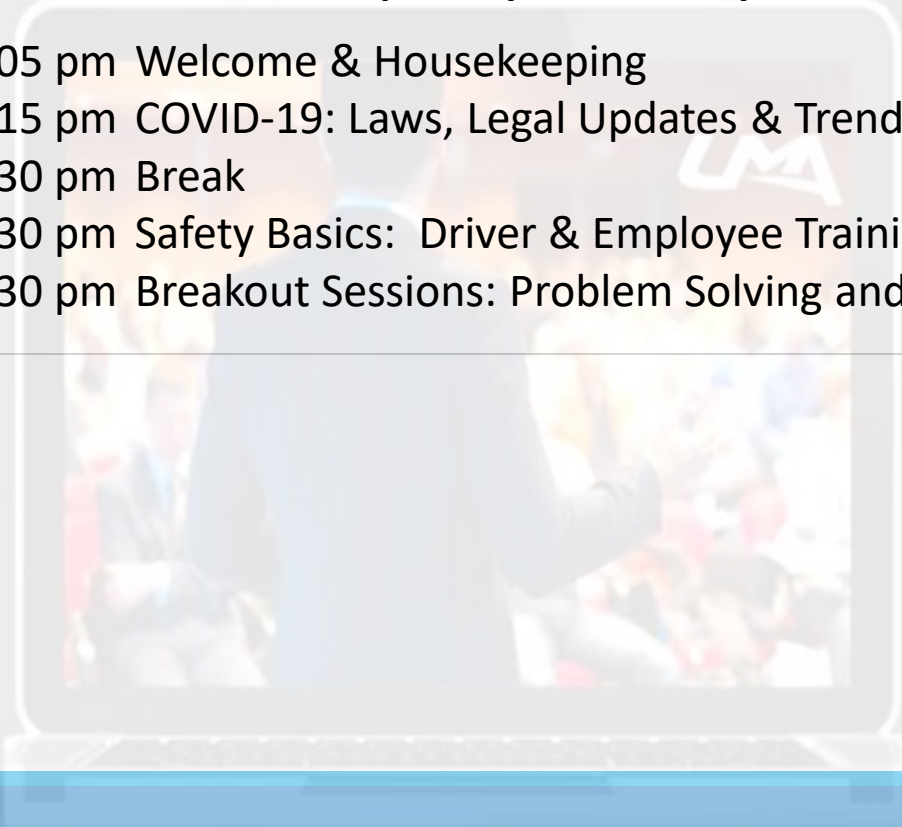 05 pm Welcome & Housekeeping
15 pm COVID-19: Laws, Legal Updates & Trend
30 pm Break
30 pm Safety Basics: Driver & Employee Traini
30 pm Breakout Sessions: Problem Solving and
UMA